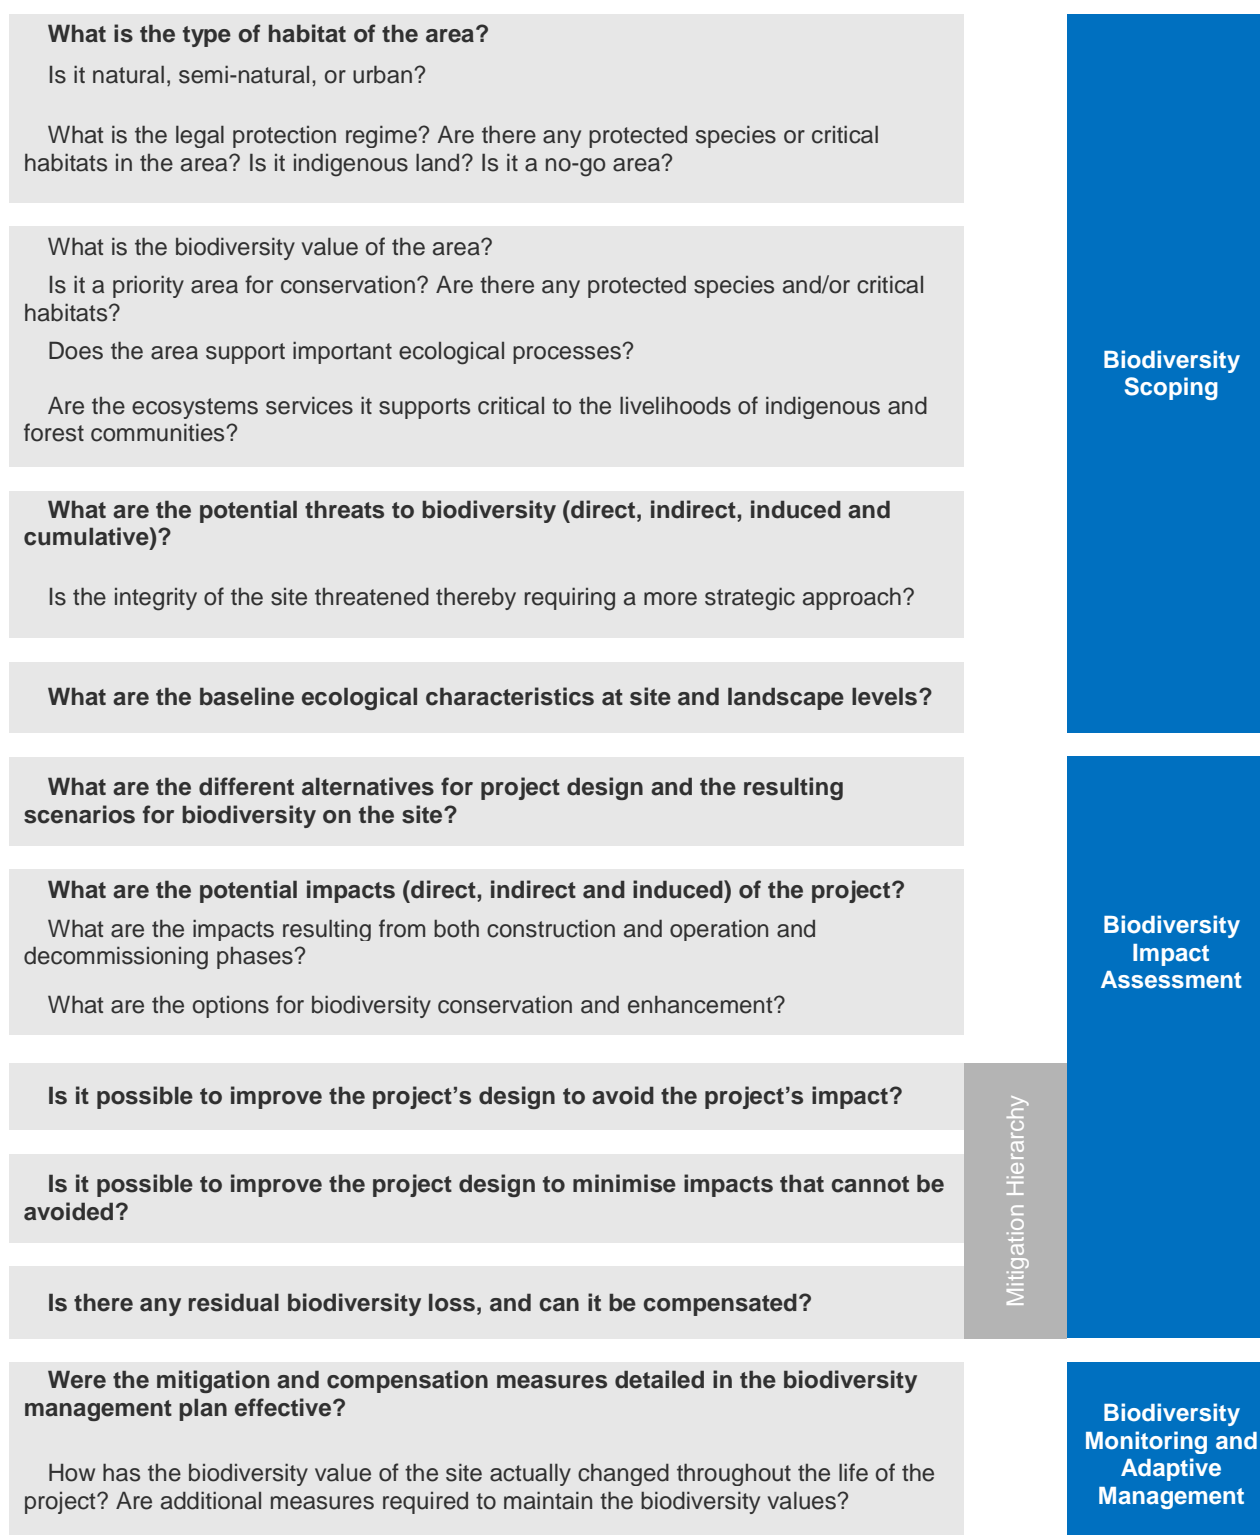 What is the type of habitat of the area?
Is it natural, semi-natural, or urban?
What is the legal protection regime? Are there any protected species or critical
habitats in the area? Is it indigenous land? Is it a no-go area?
What is the biodiversity value of the area?
Is it a priority area for conservation? Are there any protected species and/or critical
habitats?
Does the area support important ecological processes?
Are the ecosystems services it supports critical to the livelihoods of indigenous and
forest communities?
What are the potential threats to biodiversity (direct, indirect, induced and
cumulative)?
Is the integrity of the site threatened thereby requiring a more strategic approach?
What are the baseline ecological characteristics at site and landscape levels?
Biodiversity
Scoping
What are the different alternatives for project design and the resulting
scenarios for biodiversity on the site?
What are the potential impacts (direct, indirect and induced) of the project?
What are the impacts resulting from both construction and operation and
decommissioning phases?
What are the options for biodiversity conservation and enhancement?
Is it possible to improve the project’s design to avoid the project’s impact?
Is it possible to improve the project design to minimise impacts that cannot be
avoided?
Is there any residual biodiversity loss, and can it be compensated?
Mitigation Hierarchy
Biodiversity
Impact
Assessment
Were the mitigation and compensation measures detailed in the biodiversity
management plan effective?
How has the biodiversity value of the site actually changed throughout the life of the
project? Are additional measures required to maintain the biodiversity values?
Biodiversity
Monitoring and
Adaptive
Management